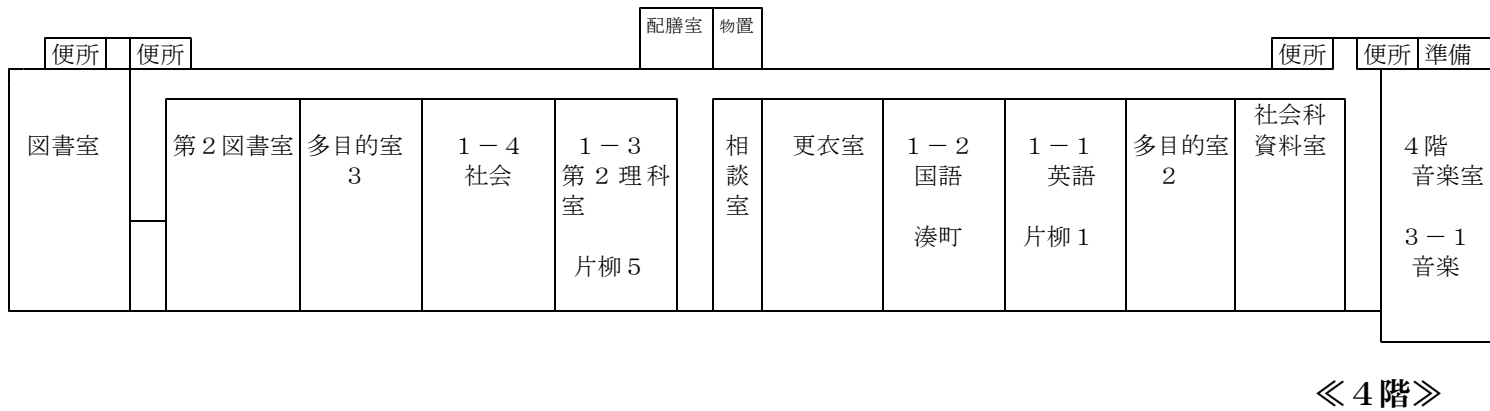 配膳室 物置
便所 便所 便所 便所 準備
図書室
第2図書室
多目的室
3
1－4
社会
1－3
第2理科
室
片柳5
相
談
室
更衣室
1－2
国語
湊町
1－1
英語
片柳1
多目的室
2
社会科
資料室
4階
音楽室
3－1
音楽
≪4階≫